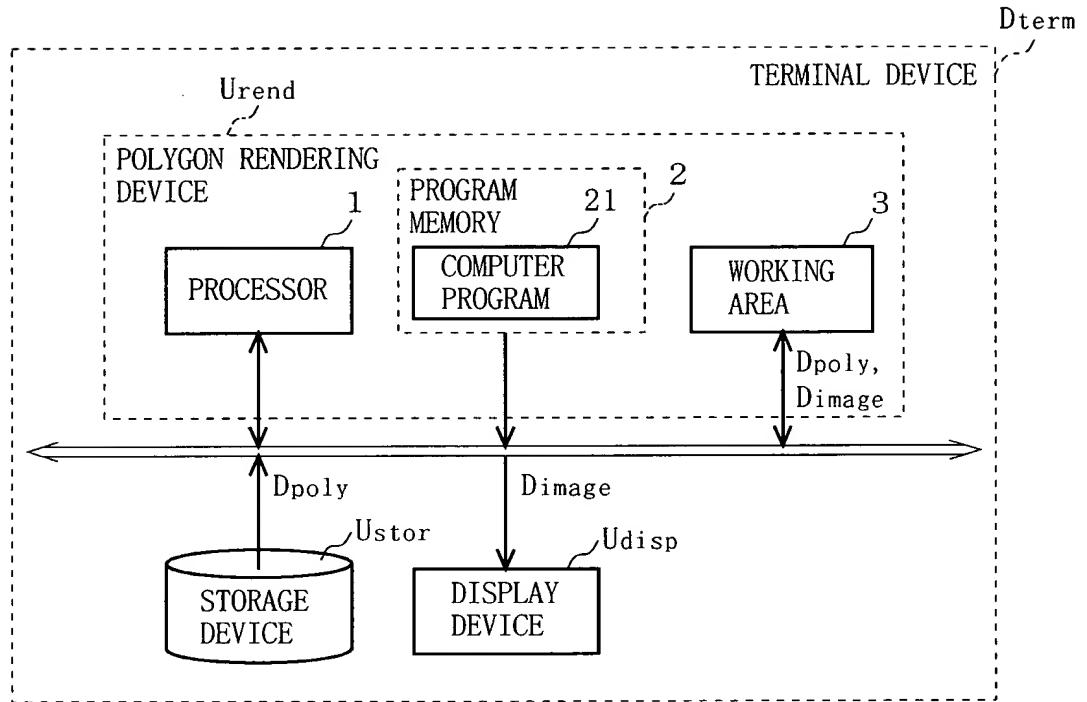 Dterm
TERMINAL DEVICE
Urend
POLYGON RENDERING
DEVICE
1
PROGRAM
MEMORY
2
21
3
PROCESSOR
COMPUTER
PROGRAM
WORKING
AREA
Dpoly,
Dimage
Dpoly
Dimage
Ustor
Udisp
STORAGE
DEVICE
DISPLAY
DEVICE